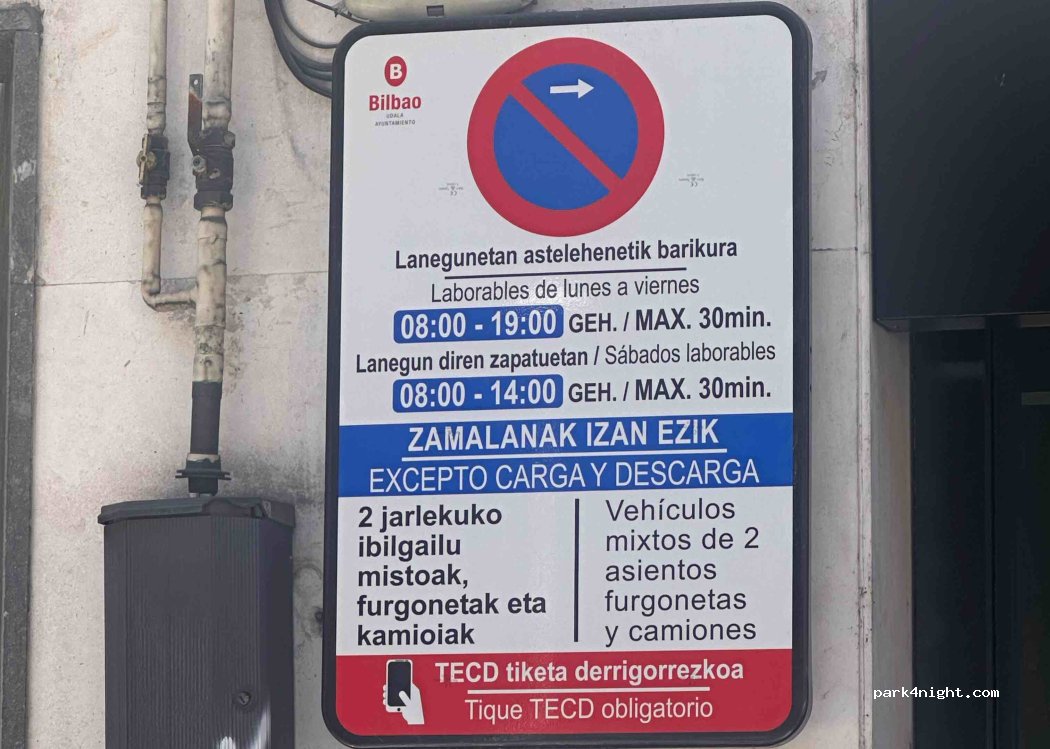 B
Bilbao
UDALA
AYUNTAMIENTO
Lanegunetan astelehenetik barikura
Laborables de lunes a viernes
08:00 - 19:00 GEH. / MAX. 30min.
Lanegun diren zapatuetan / Sábados laborables
08:00 - 14:00 GEH. / MAX. 30min.
ZAMALANAK IZAN EZIK
EXCEPTO CARGA Y DESCARGA
2 jarlekuko
ibilgailu
mistoak,
furgonetak eta
kamioiak
Vehículos
mixtos de 2
asientos
furgonetas
y camiones
TECD tiketa derrigorrezkoa
Tique TECD obligatorio
park4night.com